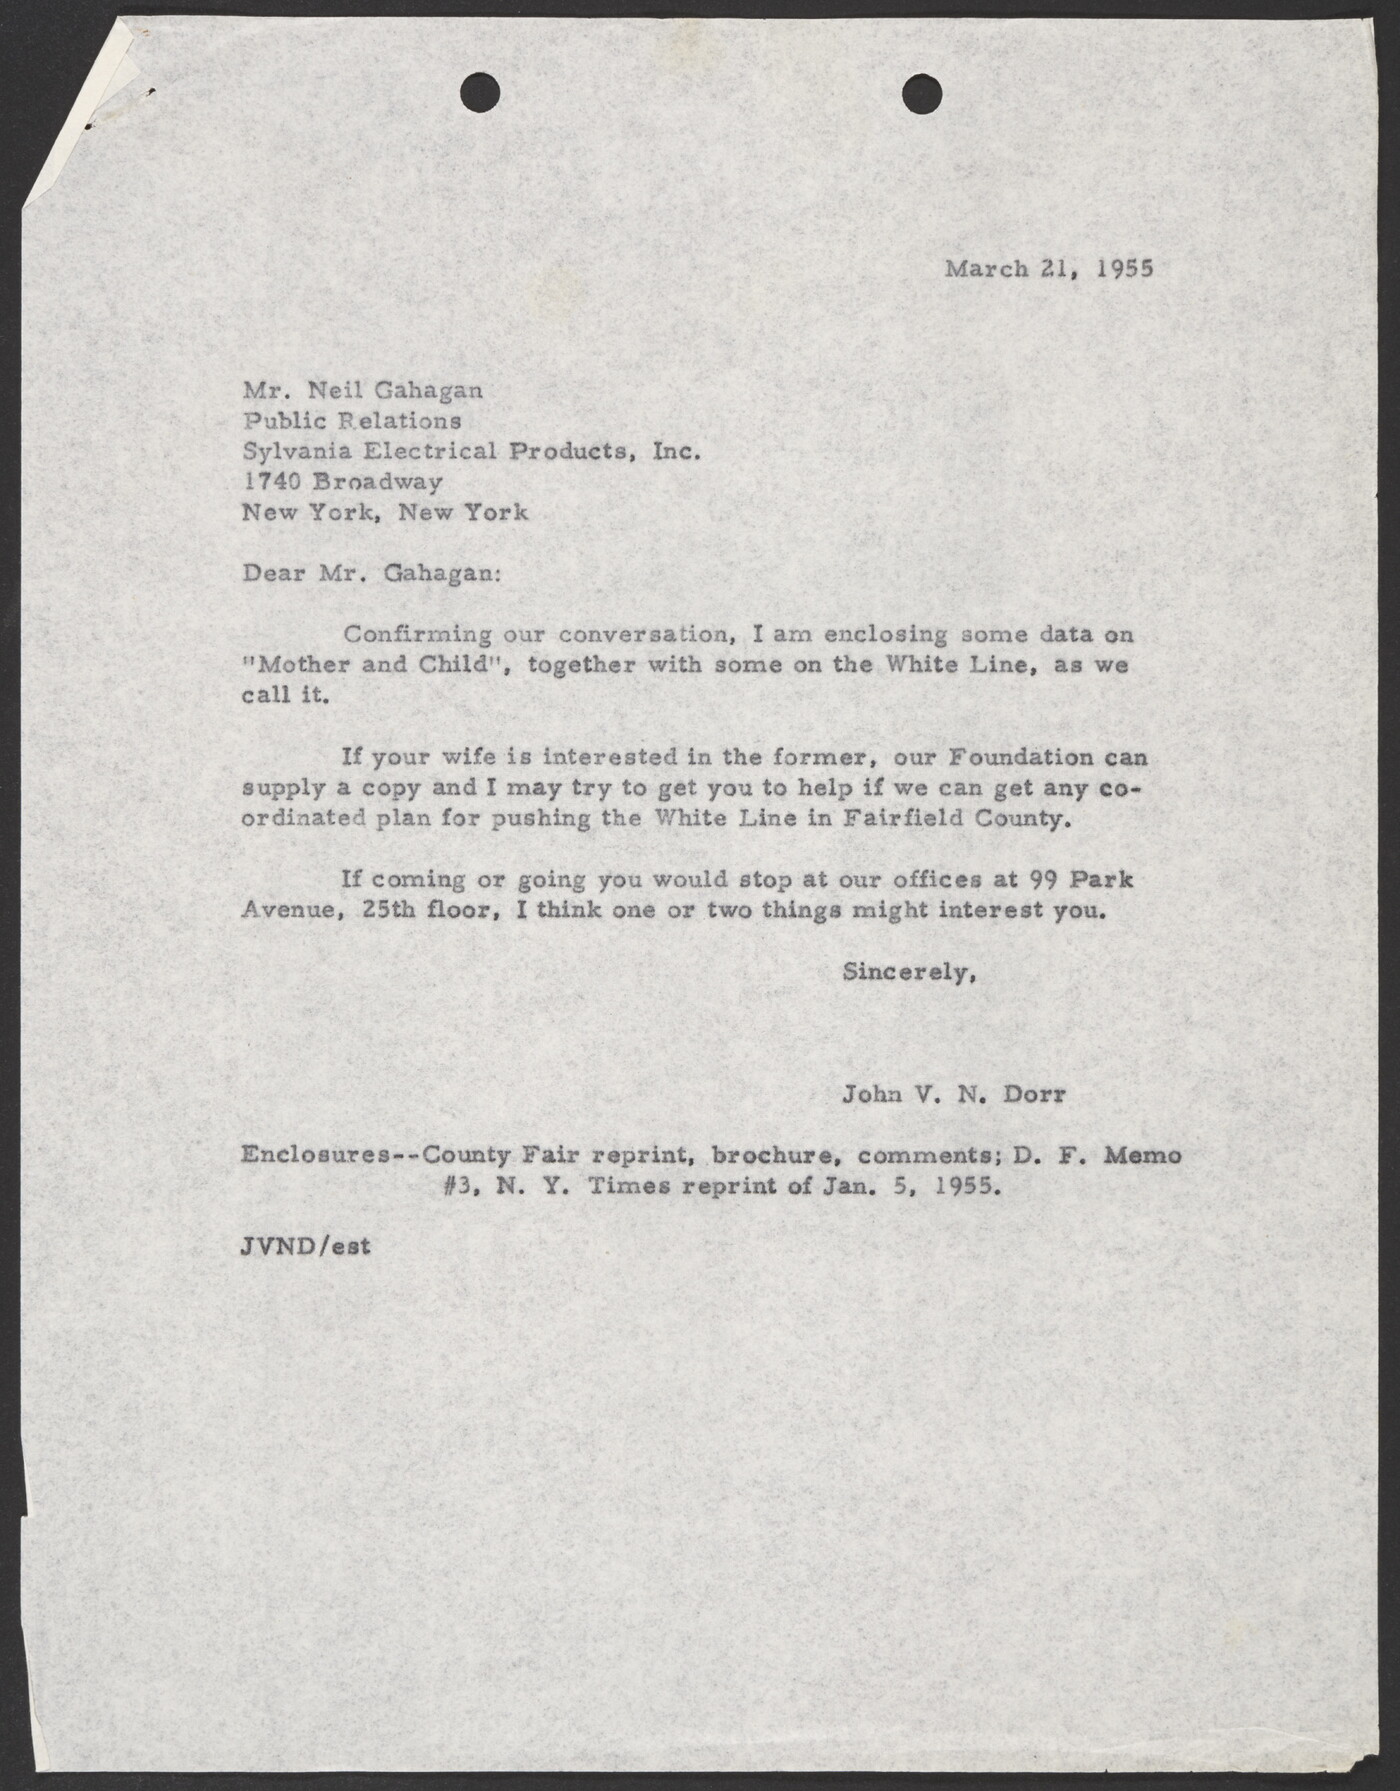 March 21, 1955
Mr. Neil Gahagan
Public Relations
Sylvania Electrical Products, Inc.
1740 Broadway
New York, New York
Dear Mr. Gahagan:
Confirming our conversation, I am enclosing some data on
"Mother and Child", together with some on the White Line, as we
call it.
If your wife is interested in the former, our Foundation can
supply a copy and I may try to get you to help if we can get any co-
ordinated plan for pushing the White Line in Fairfield County.
If coming or going you would stop at our offices at 99 Park
Avenue, 25th floor, I think one or two things might interest you.
Sincerely,
John V. N. Dorr
Enclosures--County Fair reprint, brochure, comments; D. F. Memo
#3, N. Y. Times reprint of Jan. 5, 1955.
JVND/est